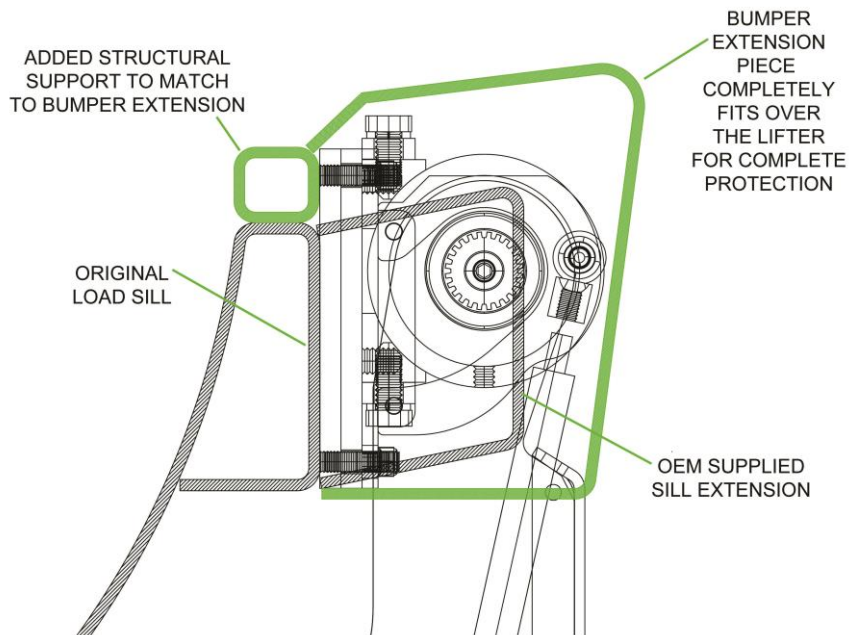 ADDED STRUCTURAL
SUPPORT TO MATCH
TO BUMPER EXTENSION
BUMPER
EXTENSION
PIECE
COMPLETELY
FITS OVER
THE LIFTER
FOR COMPLETE
PROTECTION
ORIGINAL
LOAD SILL
OEM SUPPLIED
SILL EXTENSION